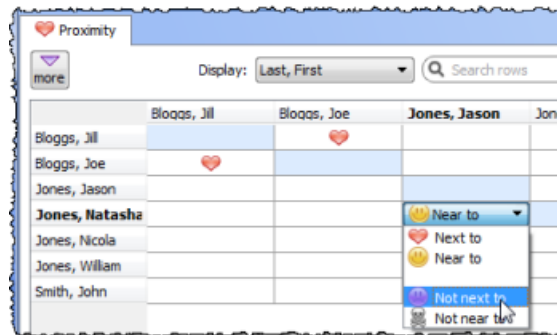 Proximity
more
Display: Last, First Search rows
Bloggs, Jill Bloggs, Joe Jones, Jason Jon
Bloggs, Jill
Bloggs, Joe
Jones, Jason
Jones, Natasha Near to
Jones, Nicola Next to
Near to
Jones, William
Smith, John Not next to
Not near to